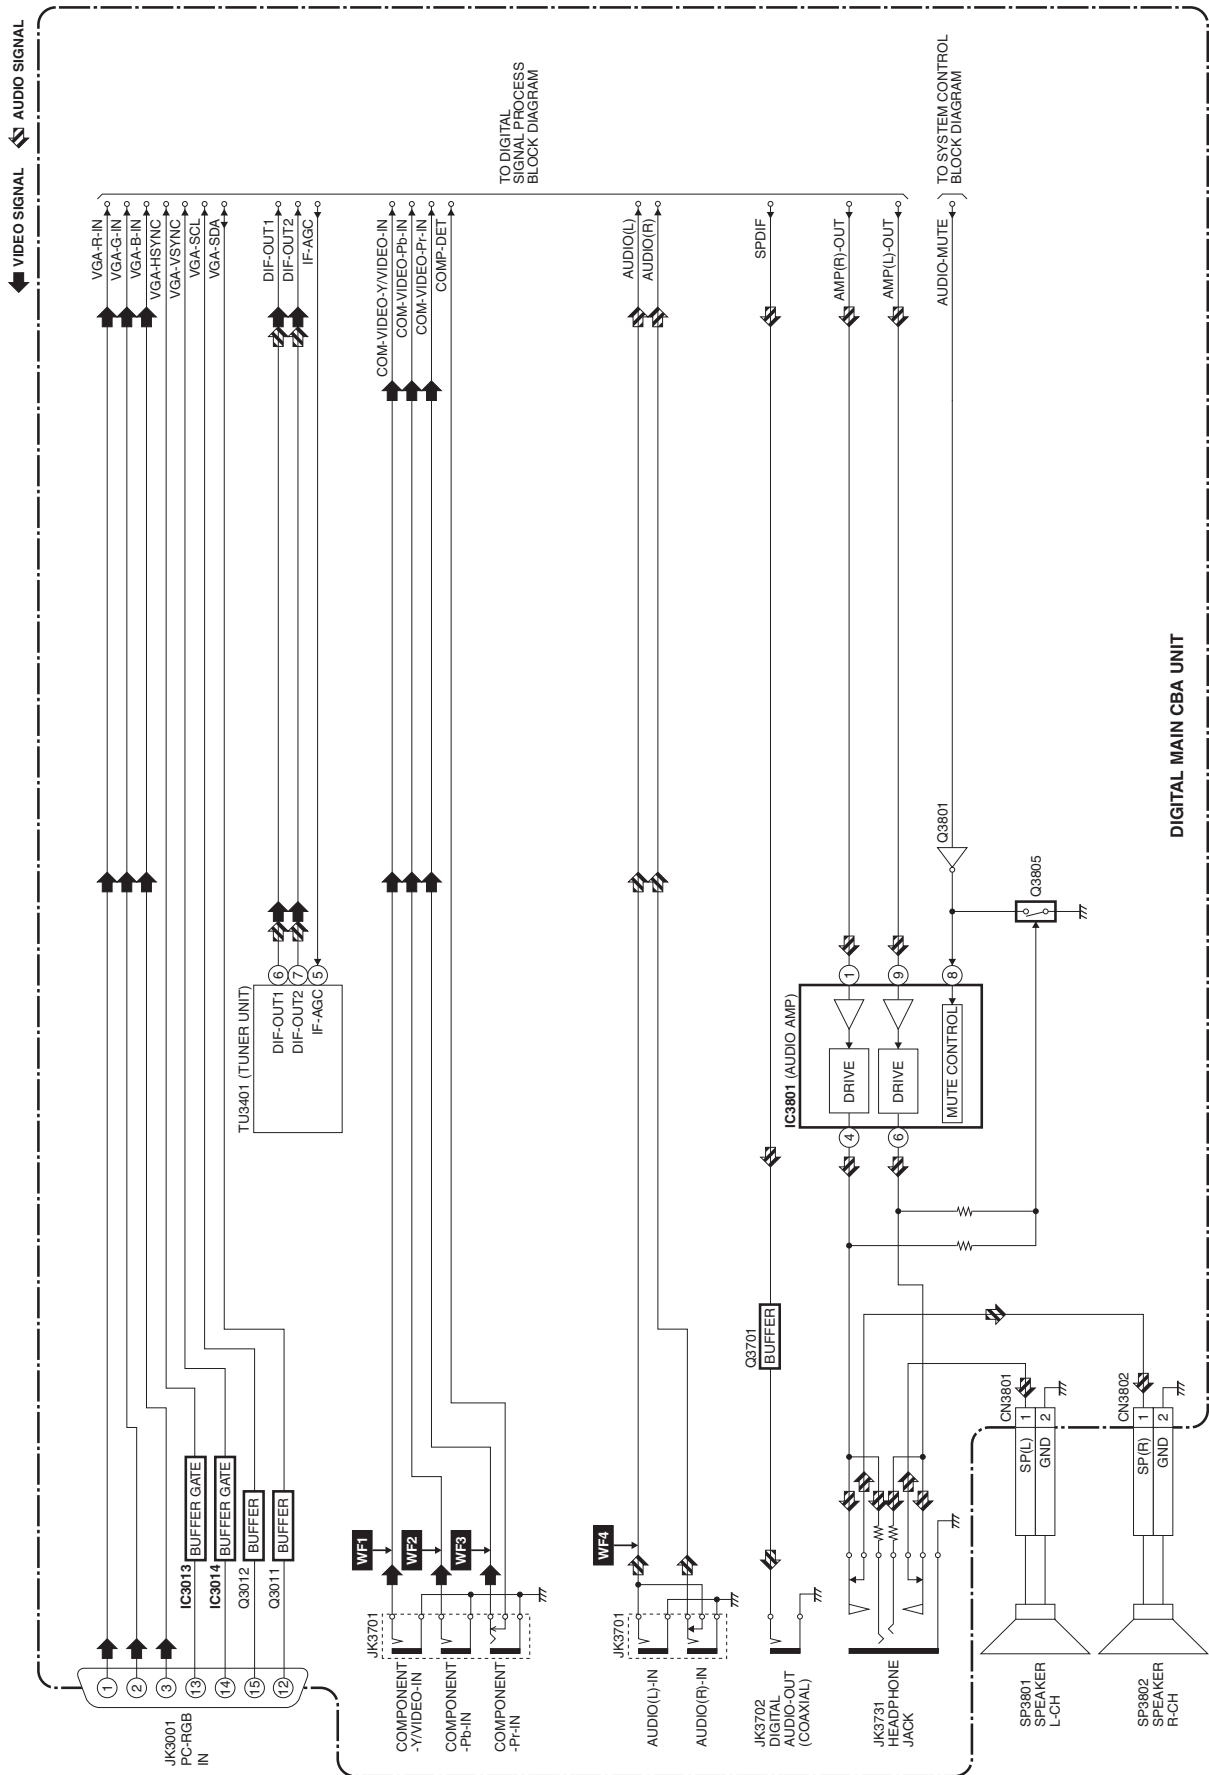 VIDEO SIGNAL
AUDIO SIGNAL
JK3001
PC-RGB
IN
1
2
3
13
14
15
12
IC3013
BUFFER GATE
IC3014
BUFFER GATE
Q3012
BUFFER
Q3011
BUFFER
VGA-R-IN
VGA-G-IN
VGA-B-IN
VGA-HSYNC
VGA-VSYNC
VGA-SCL
VGA-SDA
TU3401 (TUNER UNIT)
DIF-OUT1
DIF-OUT2
IF-AGC
6
7
5
DIF-OUT1
DIF-OUT2
IF-AGC
JK3701
COMPONENT
-Y/VIDEO-IN
COMPONENT
-Pb-IN
COMPONENT
-Pr-IN
WF1
WF2
WF3
COM-VIDEO-Y/VIDEO-IN
COM-VIDEO-Pb-IN
COM-VIDEO-Pr-IN
COMP-DET
TO DIGITAL
SIGNAL PROCESS
BLOCK DIAGRAM
JK3701
AUDIO(L)-IN
AUDIO(R)-IN
WF4
AUDIO(L)
AUDIO(R)
JK3702
DIGITAL
AUDIO-OUT
(COAXIAL)
Q3701
BUFFER
SPDIF
JK3731
HEADPHONE
JACK
IC3801 (AUDIO AMP)
4
DRIVE
1
6
DRIVE
9
MUTE CONTROL
8
AMP(R)-OUT
AMP(L)-OUT
AUDIO-MUTE
TO SYSTEM CONTROL
BLOCK DIAGRAM
Q3801
Q3805
CN3801
SP(L)
1
GND
2
SP3801
SPEAKER
L-CH
CN3802
SP(R)
1
GND
2
SP3802
SPEAKER
R-CH
DIGITAL MAIN CBA UNIT